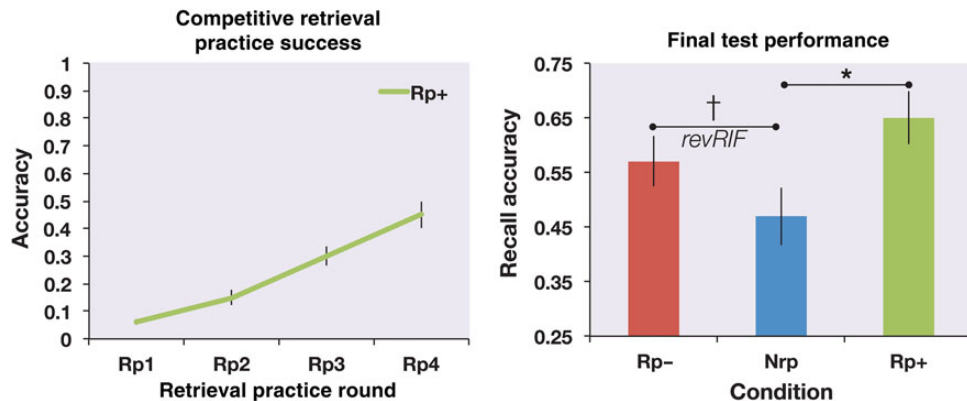 Competitive retrieval
practice success
Accuracy
1
0.9
0.8
0.7
0.6
0.5
0.4
0.3
0.2
0.1
0
Rp+
Rp1 Rp2 Rp3 Rp4
Retrieval practice round
Final test performance
Recall accuracy
0.75
0.65
0.55
0.45
0.35
0.25
†
revRIF
*
Rp– Nrp Rp+
Condition